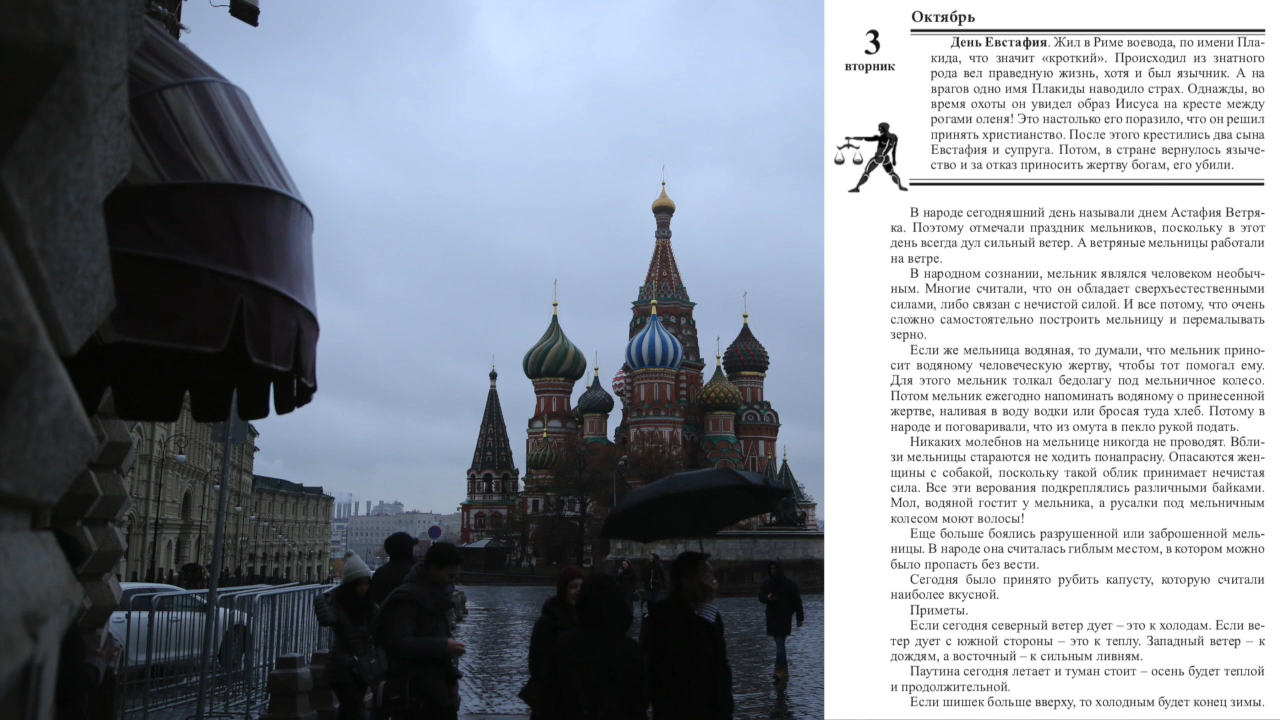 Октябрь
3
вторник
День Евстафия. Жил в Риме воевода, по имени Пла-
кида, что значит «кроткий». Происходил из знатного
рода вел праведную жизнь, хотя и был язычник. А на
врагов одно имя Плакиды наводило страх. Однажды, во
время охоты он увидел образ Иисуса на кресте между
рогами оленя! Это настолько его поразило, что он решил
принять христианство. После этого крестились два сына
Евстафия и супруга. Потом, в стране вернулось языче-
ство и за отказ приносить жертву богам, его убили.
В народе сегодняшний день называли днем Астафия Ветря-
ка. Поэтому отмечали праздник мельников, поскольку в этот
день всегда дул сильный ветер. А ветряные мельницы работали
на ветре.
В народном сознании, мельник являлся человеком необыч-
ным. Многие считали, что он обладает сверхъестественными
силами, либо связан с нечистой силой. И все потому, что очень
сложно самостоятельно построить мельницу и перемалывать
зерно.
Если же мельница водяная, то думали, что мельник прино-
сит водяному человеческую жертву, чтобы тот помогал ему.
Для этого мельник толкал бедолагу под мельничное колесо.
Потом мельник ежегодно напоминать водяному о принесенной
жертве, наливая в воду водки или бросая туда хлеб. Потому в
народе и поговаривали, что из омута в пекло рукой подать.
Никаких молебнов на мельнице никогда не проводят. Вбли-
зи мельницы стараются не ходить понапрасну. Опасаются жен-
щины с собакой, поскольку такой облик принимает нечистая
сила. Все эти верования подкреплялись различными байками.
Мол, водяной гостит у мельника, а русалки под мельничным
колесом моют волосы!
Еще больше боялись разрушенной или заброшенной мель-
ницы. В народе она считалась гиблым местом, в котором можно
было пропасть без вести.
Сегодня было принято рубить капусту, которую считали
наиболее вкусной.
Приметы.
Если сегодня северный ветер дует – это к холодам. Если ве-
тер дует с южной стороны – это к теплу. Западный ветер – к
дождям, а восточный – к сильным ливням.
Паутина сегодня летает и туман стоит – осень будет теплой
и продолжительной.
Если шишек больше вверху, то холодным будет конец зимы.